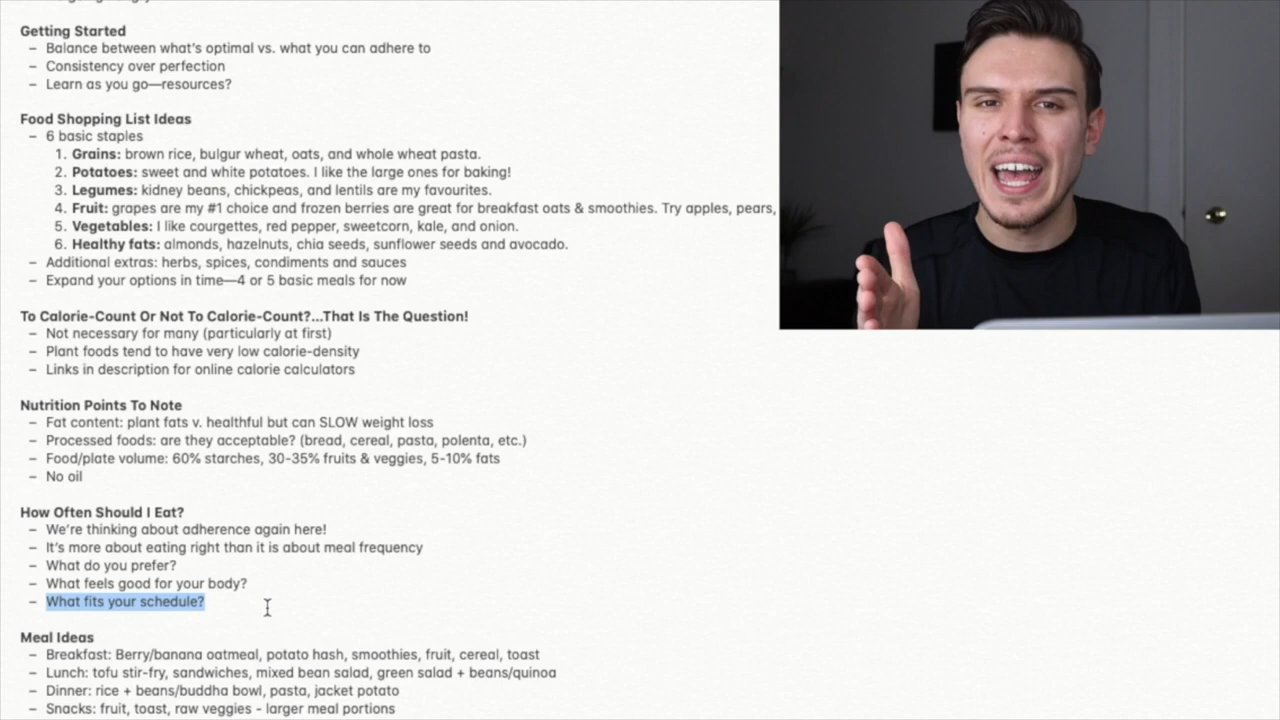 Getting Started
– Balance between what's optimal vs. what you can adhere to
– Consistency over perfection
– Learn as you go—resources?
Food Shopping List Ideas
– 6 basic staples
1. Grains: brown rice, bulgur wheat, oats, and whole wheat pasta.
2. Potatoes: sweet and white potatoes. I like the large ones for baking!
3. Legumes: kidney beans, chickpeas, and lentils are my favourites.
4. Fruit: grapes are my #1 choice and frozen berries are great for breakfast oats & smoothies. Try apples, pears,
5. Vegetables: I like courgettes, red pepper, sweetcorn, kale, and onion.
6. Healthy fats: almonds, hazelnuts, chia seeds, sunflower seeds and avocado.
– Additional extras: herbs, spices, condiments and sauces
– Expand your options in time—4 or 5 basic meals for now
To Calorie-Count Or Not To Calorie-Count?...That Is The Question!
– Not necessary for many (particularly at first)
– Plant foods tend to have very low calorie-density
– Links in description for online calorie calculators
Nutrition Points To Note
– Fat content: plant fats v. healthful but can SLOW weight loss
– Processed foods: are they acceptable? (bread, cereal, pasta, polenta, etc.)
– Food/plate volume: 60% starches, 30-35% fruits & veggies, 5-10% fats
– No oil
How Often Should I Eat?
– We're thinking about adherence again here!
– It's more about eating right than it is about meal frequency
– What do you prefer?
– What feels good for your body?
– What fits your schedule?
Meal Ideas
– Breakfast: Berry/banana oatmeal, potato hash, smoothies, fruit, cereal, toast
– Lunch: tofu stir-fry, sandwiches, mixed bean salad, green salad + beans/quinoa
– Dinner: rice + beans/buddha bowl, pasta, jacket potato
– Snacks: fruit, toast, raw veggies - larger meal portions